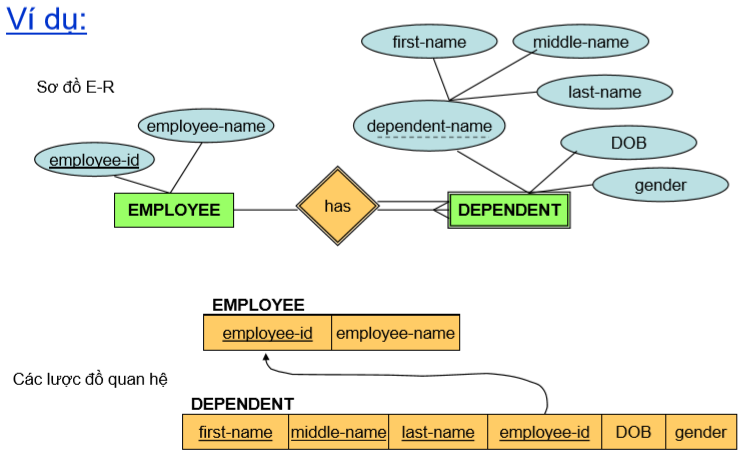 Ví dụ:
first-name
middle-name
Sơ đồ E-R
last-name
employee-name
dependent-name
employee-id
DOB
gender
EMPLOYEE
has
DEPENDENT
EMPLOYEE
employee-id employee-name
Các lược đồ quan hệ
DEPENDENT
first-name middle-name last-name employee-id DOB gender